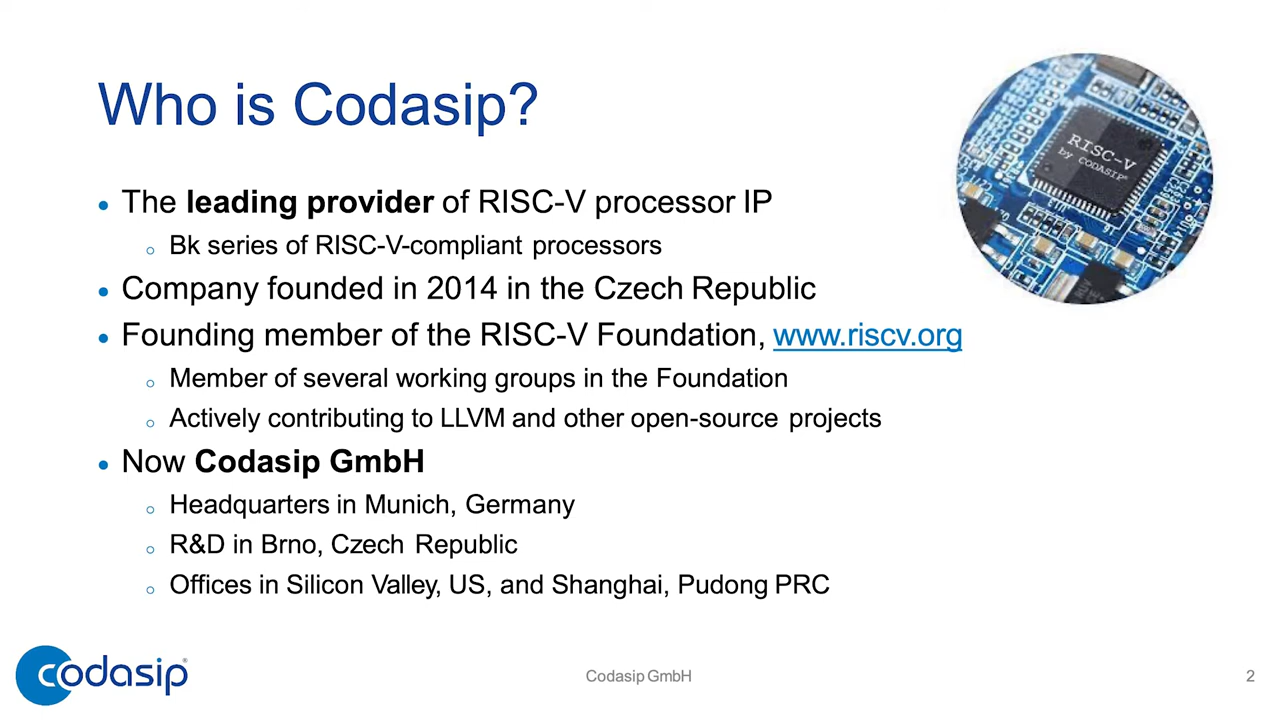 Who is Codasip?
RISC-V
by CODASIP®
• The leading provider of RISC-V processor IP
o Bk series of RISC-V-compliant processors
• Company founded in 2014 in the Czech Republic
• Founding member of the RISC-V Foundation, www.riscv.org
o Member of several working groups in the Foundation
o Actively contributing to LLVM and other open-source projects
• Now Codasip GmbH
o Headquarters in Munich, Germany
o R&D in Brno, Czech Republic
o Offices in Silicon Valley, US, and Shanghai, Pudong PRC
codasip®
Codasip GmbH
2